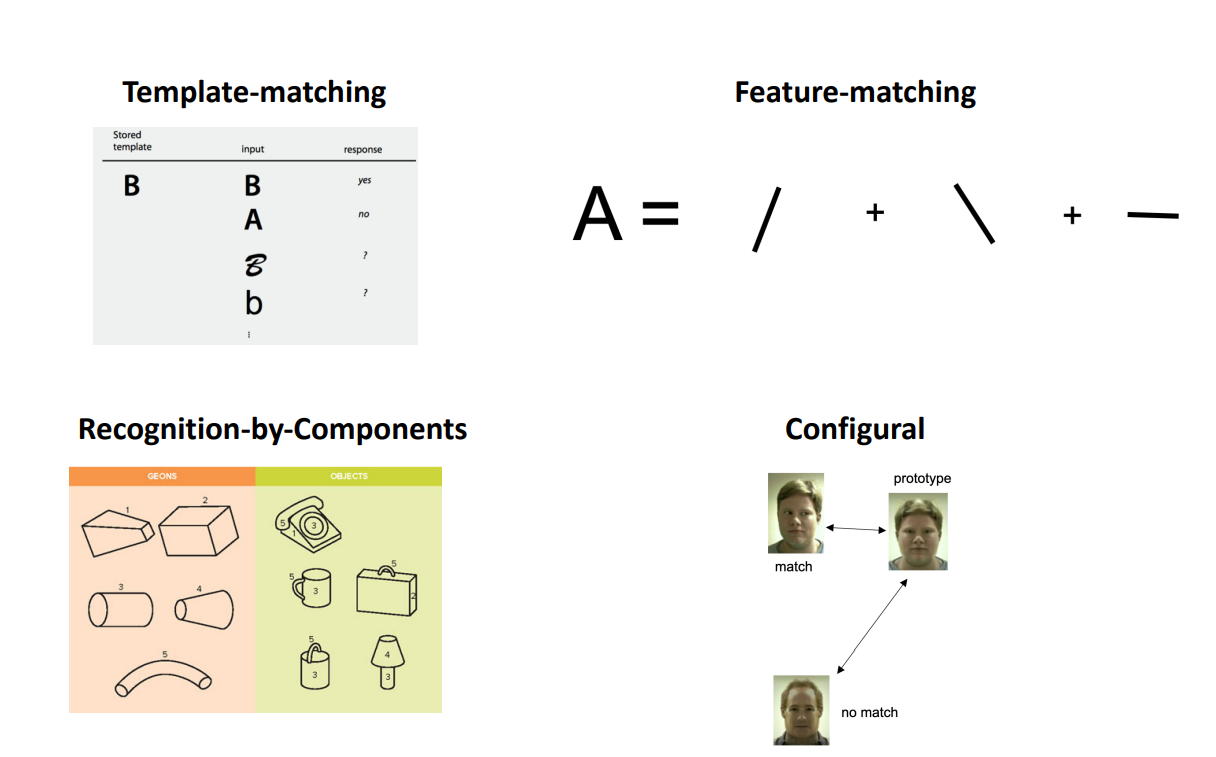 Template-matching
Stored
template
input
response
B
B
yes
A
no
B
?
b
?
⋮
Feature-matching
A = / + \ + —
Recognition-by-Components
GEONS
OBJECTS
1
2
3
4
5
5
1
3
5
3
5
2
5
3
4
3
Configural
prototype
match
no match